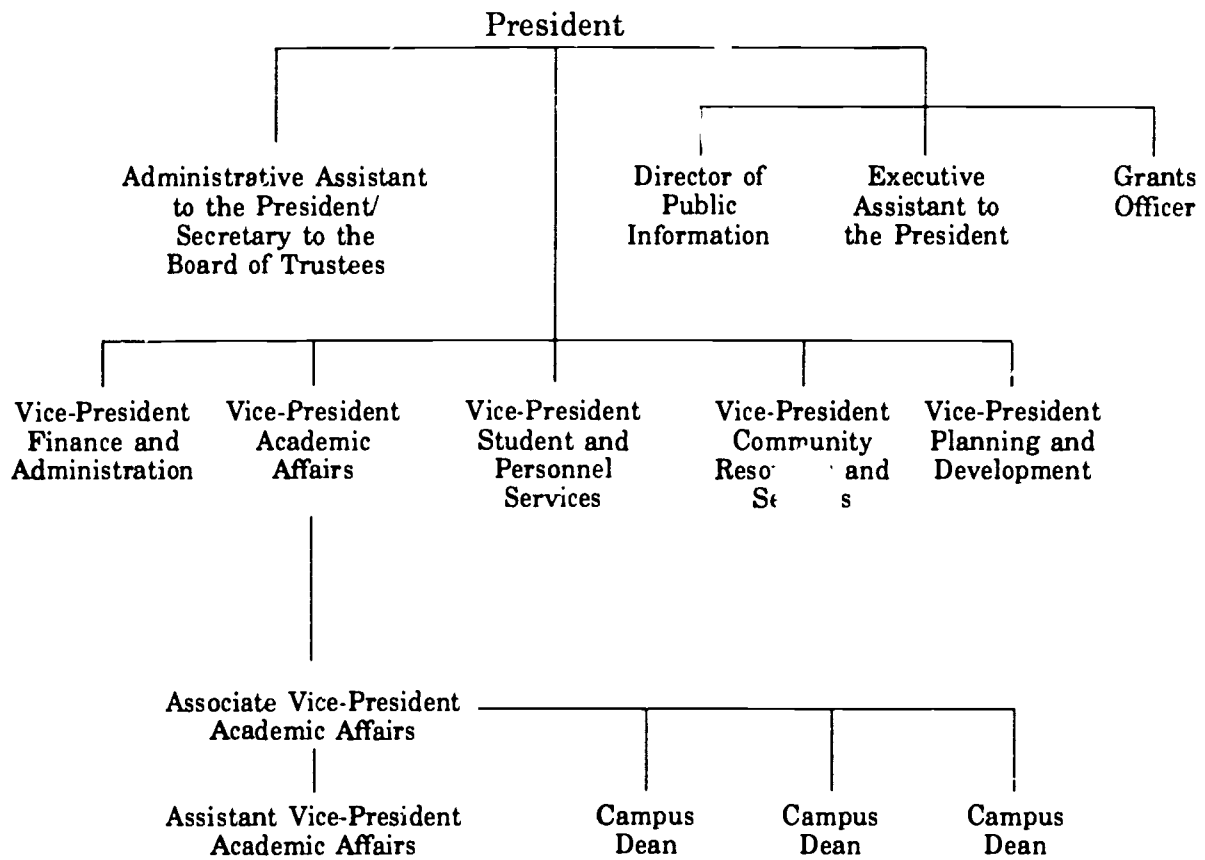 President
Administrative Assistant
to the President/
Secretary to the
Board of Trustees
Director of
Public
Information
Executive
Assistant to
the President
Grants
Officer
Vice-President
Finance and
Administration
Vice-President
Academic
Affairs
Vice-President
Student and
Personnel
Services
Vice-President
Community
and
Vice-President
Planning and
Development
Associate Vice-President
Academic Affairs
Assistant Vice-President
Academic Affairs
Campus
Dean
Campus
Dean
Campus
Dean